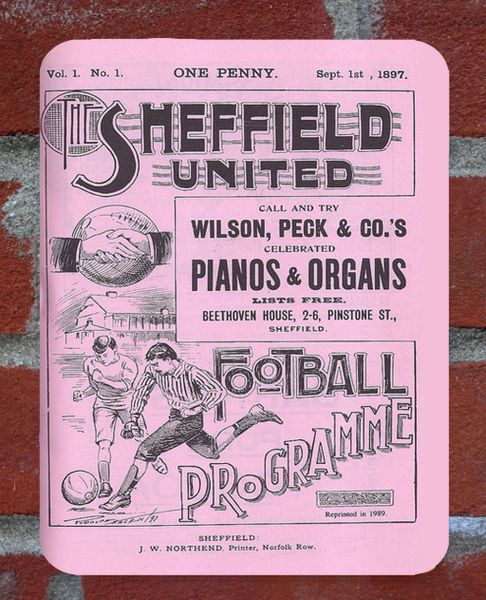 Vol. 1. No. 1. ONE PENNY. Sept. 1st, 1897.
THE SHEFFIELD
UNITED
CALL AND TRY
WILSON, PECK & CO.'S
CELEBRATED
PIANOS & ORGANS
LISTS FREE.
BEETHOVEN HOUSE, 2-6, PINSTONE ST.,
SHEFFIELD.
FOOTBALL
PROGRAMME
Reprinted in 1989.
SHEFFIELD:
J. W. NORTHEND, Printer, Norfolk Row.